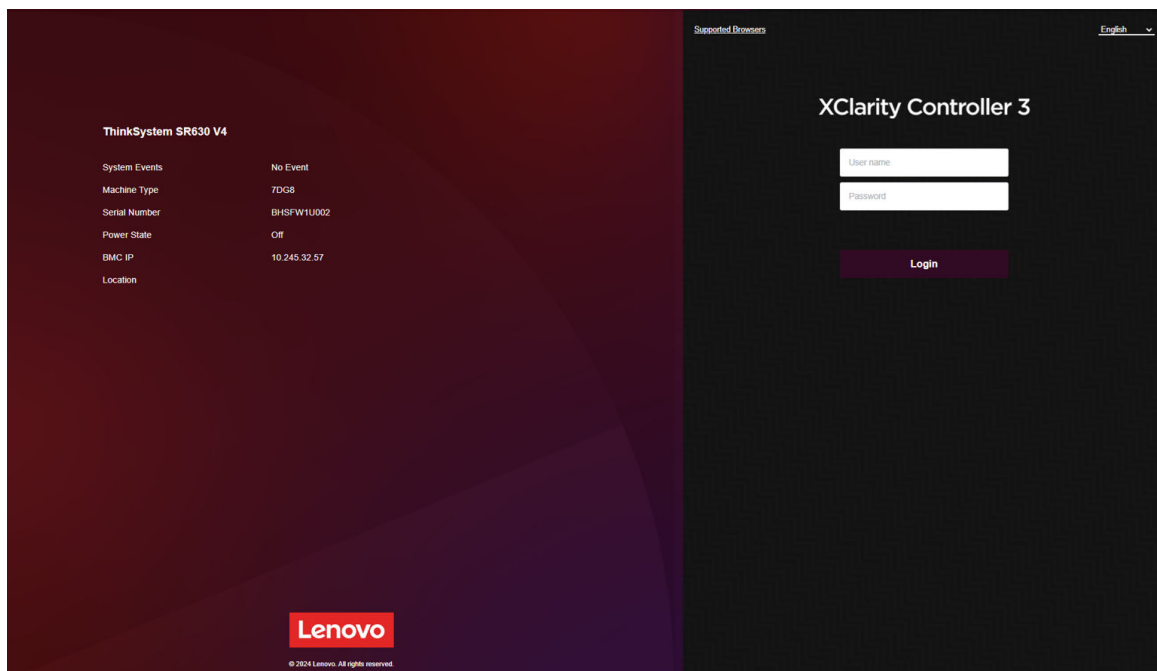 Supported Browsers
English
XClarity Controller 3
ThinkSystem SR630 V4
System Events No Event
Machine Type 7DG8
Serial Number BHSFW1U002
Power State Off
BMC IP 10.245.32.57
Location
User name
Password
Login
Lenovo
© 2024 Lenovo. All rights reserved.